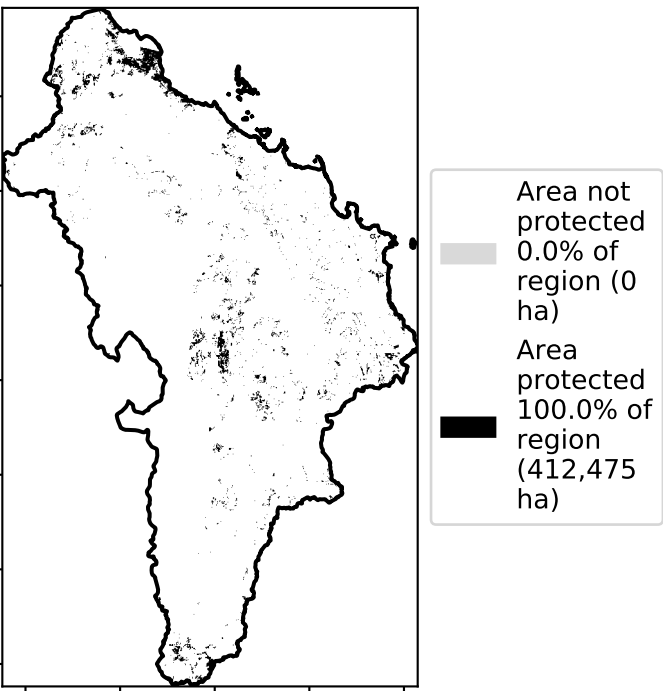 Area not
protected
0.0% of
region (0
ha)
Area
protected
100.0% of
region
(412,475
ha)